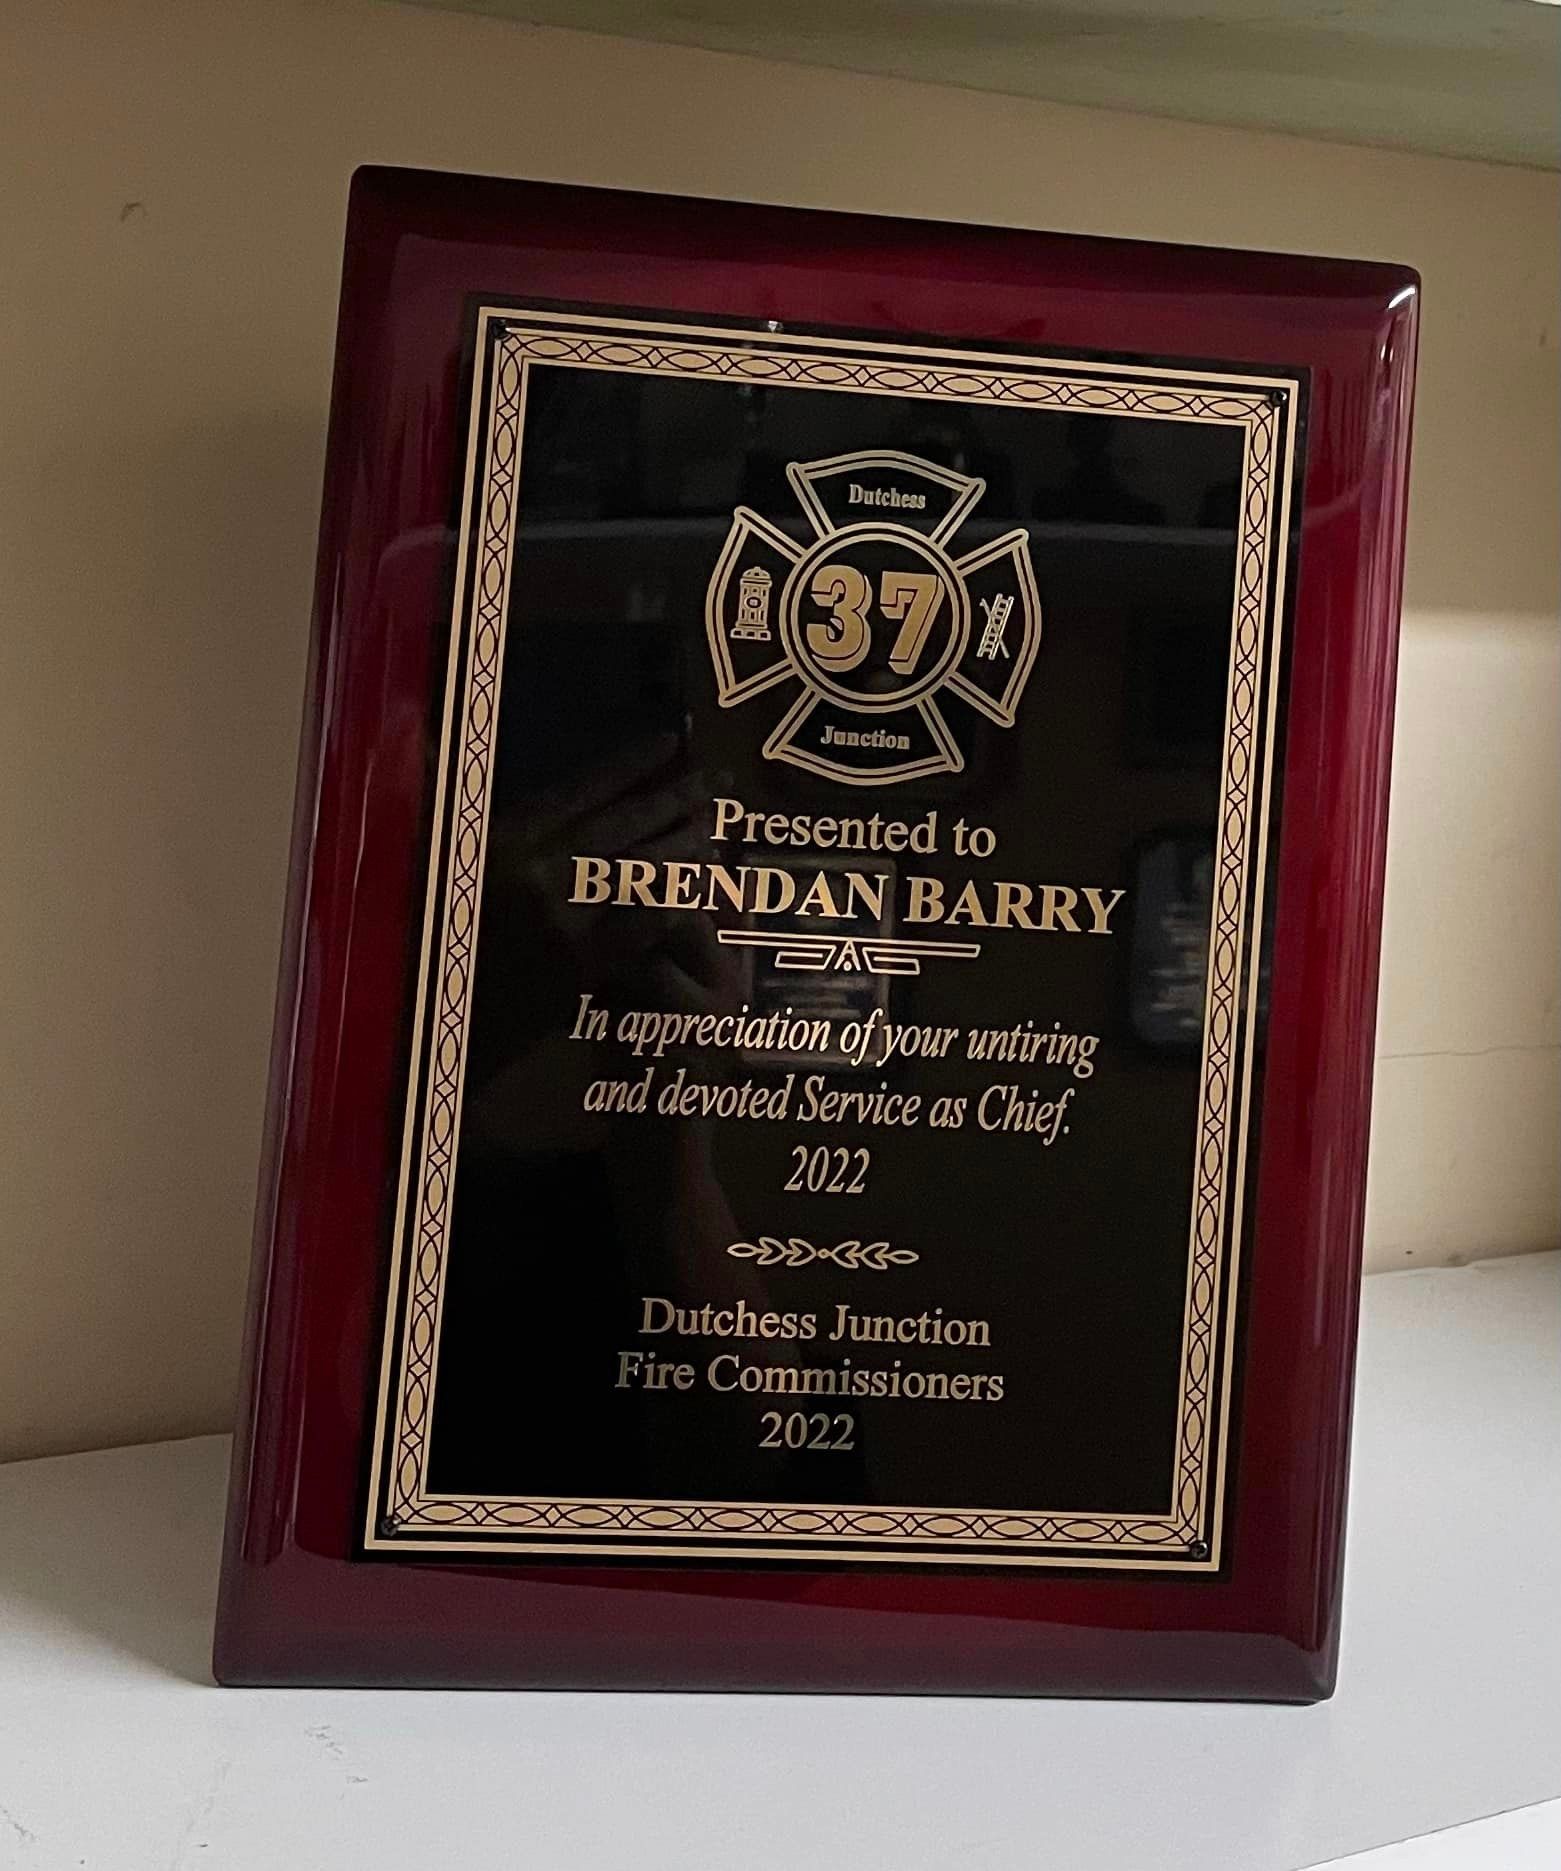 Dutchess
37
Junction
Presented to
BRENDAN BARRY
In appreciation of your untiring
and devoted Service as Chief.
2022
Dutchess Junction
Fire Commissioners
2022